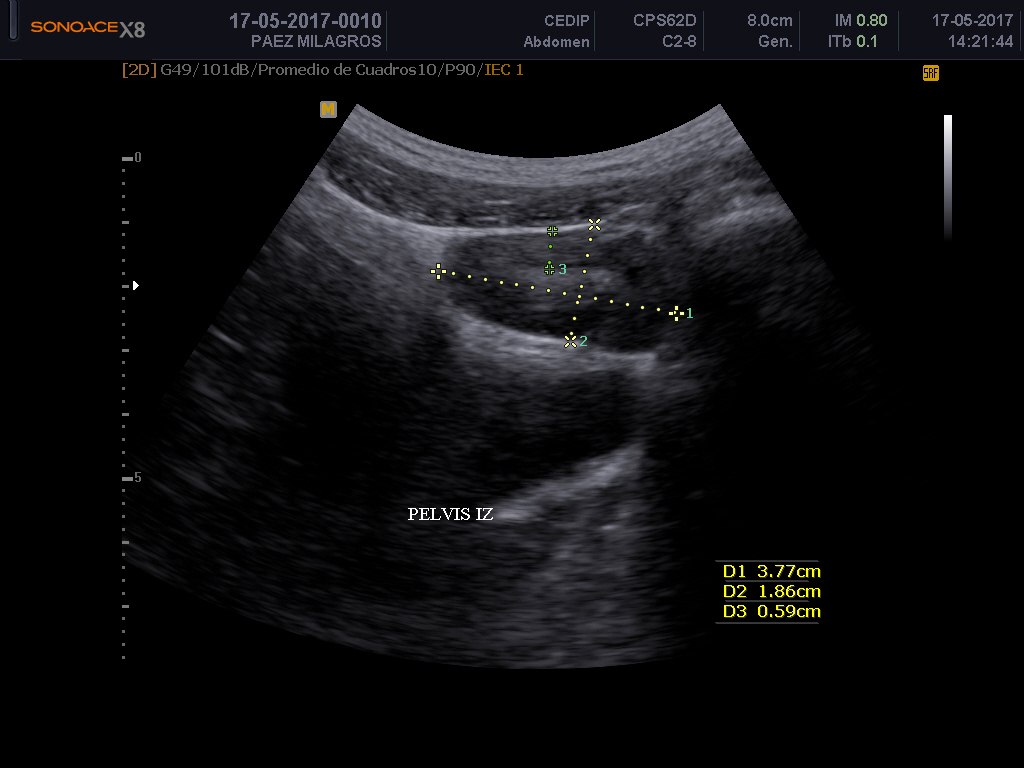 SONOACE X8
17-05-2017-0010
PAEZ MILAGROS
CEDIP
Abdomen
CPS62D
C2-8
8.0cm
Gen.
IM 0.80
ITb 0.1
17-05-2017
14:21:44
[2D] G49/101dB/Promedio de Cuadros10/P90/IEC 1
SRF
M
0
3
1
2
5
PELVIS IZ
D1 3.77cm
D2 1.86cm
D3 0.59cm